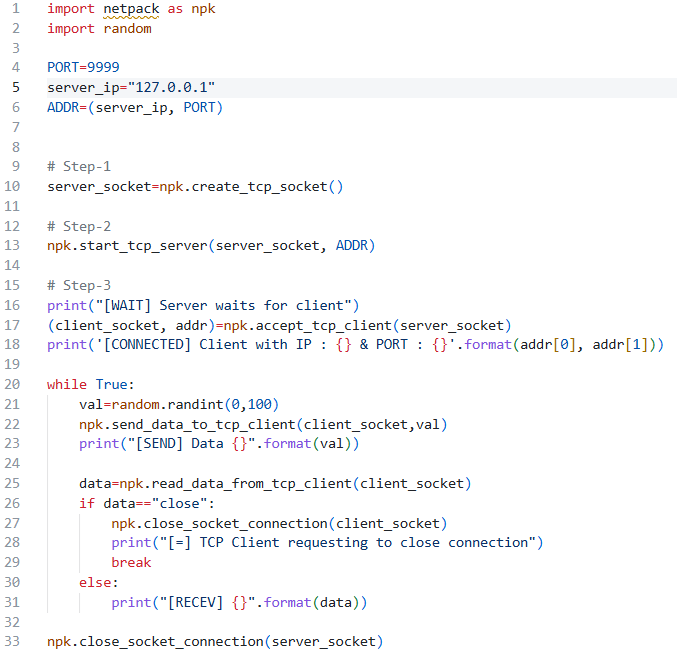 1 import netpack as npk
2 import random
3
4 PORT=9999
5 server_ip="127.0.0.1"
6 ADDR=(server_ip, PORT)
7
8
9 # Step-1
10 server_socket=npk.create_tcp_socket()
11
12 # Step-2
13 npk.start_tcp_server(server_socket, ADDR)
14
15 # Step-3
16 print("[WAIT] Server waits for client")
17 (client_socket, addr)=npk.accept_tcp_client(server_socket)
18 print('[CONNECTED] Client with IP : {} & PORT : {}'.format(addr[0], addr[1]))
19
20 while True:
21     val=random.randint(0,100)
22     npk.send_data_to_tcp_client(client_socket,val)
23     print("[SEND] Data {}".format(val))
24
25     data=npk.read_data_from_tcp_client(client_socket)
26     if data=="close":
27         npk.close_socket_connection(client_socket)
28         print("[=] TCP Client requesting to close connection")
29         break
30     else:
31         print("[RECEV] {}".format(data))
32
33 npk.close_socket_connection(server_socket)